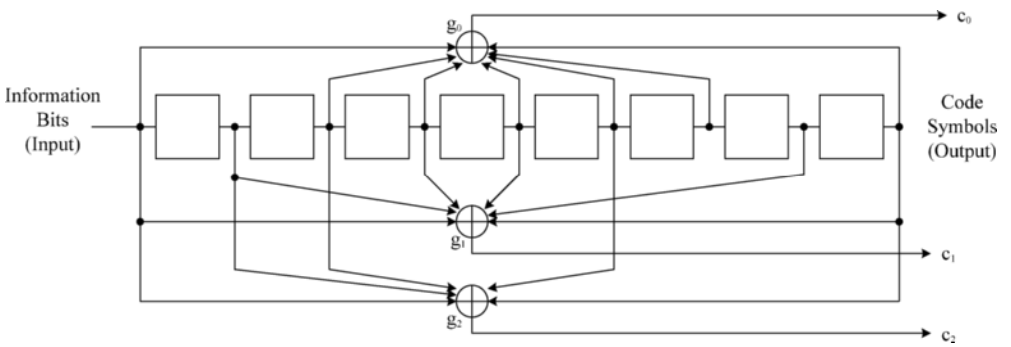 g₀
c₀
Information
Bits
(Input)
Code
Symbols
(Output)
g₁
c₁
g₂
c₂